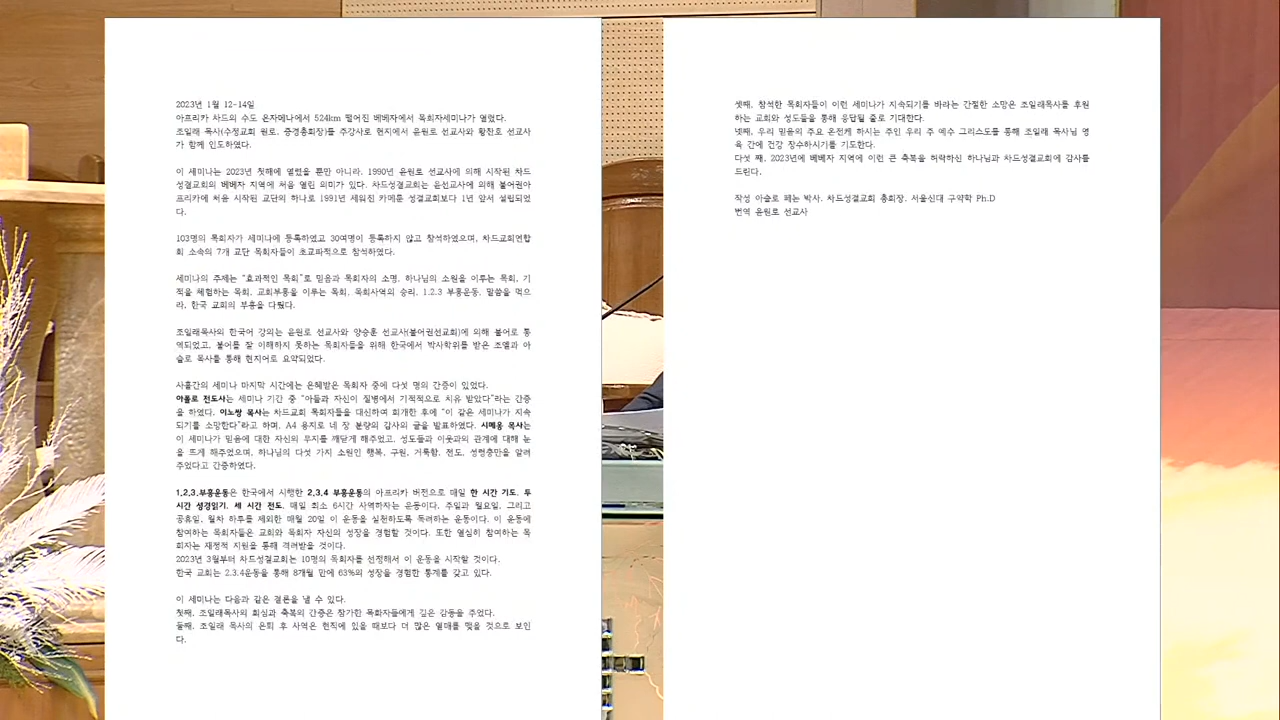 2023년 1월 12-14일
아프리카 차드의 수도 은자메나에서 524km 떨어진 베베자에서 목회자세미나가 열렸다.
조일래 목사(수정교회 원로, 증경총회장)를 주강사로 현지에서 윤원로 선교사와 황찬호 선교사
가 함께 인도하였다.
이 세미나는 2023년 첫해에 열렸을 뿐만 아니라, 1990년 윤원로 선교사에 의해 시작된 차드
성결교회의 베베자 지역에 처음 열린 의미가 있다. 차드성결교회는 윤선교사에 의해 불어권아
프리카에 처음 시작된 교단의 하나로 1991년 세워진 카메룬 성결교회보다 1년 앞서 설립되었
다.
103명의 목회자가 세미나에 등록하였고 30여명이 등록하지 않고 참석하였으며, 차드교회연합
회 소속의 7개 교단 목회자들이 초교파적으로 참석하였다.
세미나의 주제는 "효과적인 목회"로 믿음과 목회자의 소명, 하나님의 소원을 이루는 목회, 기
적을 체험하는 목회, 교회부흥을 이루는 목회, 목회사역의 승리, 1.2.3 부흥운동, 말씀을 먹으
라, 한국 교회의 부흥을 다뤘다.
조일래목사의 한국어 강의는 윤원로 선교사와 양승훈 선교사(불어권선교회)에 의해 불어로 통
역되었고, 불어를 잘 이해하지 못하는 목회자들을 위해 한국에서 박사학위를 받은 조엘과 아
슬로 목사를 통해 현지어로 요약되었다.
사흘간의 세미나 마지막 시간에는 은혜받은 목회자 중에 다섯 명의 간증이 있었다.
아폴로 전도사는 세미나 기간 중 "아들과 자신이 질병에서 기적적으로 치유 받았다"라는 간증
을 하였다. 이노쌍 목사는 차드교회 목회자들을 대신하여 회개한 후에 "이 같은 세미나가 지속
되기를 소망한다"라고 하며, A4 용지로 네 장 분량의 감사의 글을 발표하였다. 시메옹 목사는
이 세미나가 믿음에 대한 자신의 무지를 깨닫게 해주었고, 성도들과 이웃과의 관계에 대해 눈
을 뜨게 해주었으며, 하나님의 다섯 가지 소원인 행복, 구원, 거룩함, 전도, 성령충만을 알려
주었다고 간증하였다.
1.2.3.부흥운동은 한국에서 시행한 2.3.4 부흥운동의 아프리카 버전으로 매일 한 시간 기도, 두
시간 성경읽기, 세 시간 전도, 매일 최소 6시간 사역하자는 운동이다. 주일과 월요일, 그리고
공휴일, 월차 하루를 제외한 매월 20일 이 운동을 실천하도록 독려하는 운동이다. 이 운동에
참여하는 목회자들은 교회와 목회자 자신의 성장을 경험할 것이다. 또한 열심히 참여하는 목
회자는 재정적 지원을 통해 격려받을 것이다.
2023년 3월부터 차드성결교회는 10명의 목회자를 선정해서 이 운동을 시작할 것이다.
한국 교회는 2.3.4운동을 통해 8개월 만에 63%의 성장을 경험한 통계를 갖고 있다.
이 세미나는 다음과 같은 결론을 낼 수 있다.
첫째, 조일래목사의 회심과 축복의 간증은 참가한 목회자들에게 깊은 감동을 주었다.
둘째, 조일래 목사의 은퇴 후 사역은 현직에 있을 때보다 더 많은 열매를 맺을 것으로 보인
다.
셋째, 참석한 목회자들이 이런 세미나가 지속되기를 바라는 간절한 소망은 조일래목사를 후원
하는 교회와 성도들을 통해 응답될 줄로 기대한다.
넷째, 우리 믿음의 주요 온전케 하시는 주인 우리 주 예수 그리스도를 통해 조일래 목사님 영
육 간에 건강 장수하시기를 기도한다.
다섯 째, 2023년에 베베자 지역에 이런 큰 축복을 허락하신 하나님과 차드성결교회에 감사를
드린다.
작성 아슬로 페논 박사, 차드성결교회 총회장, 서울신대 구약학 Ph.D
번역 윤원로 선교사